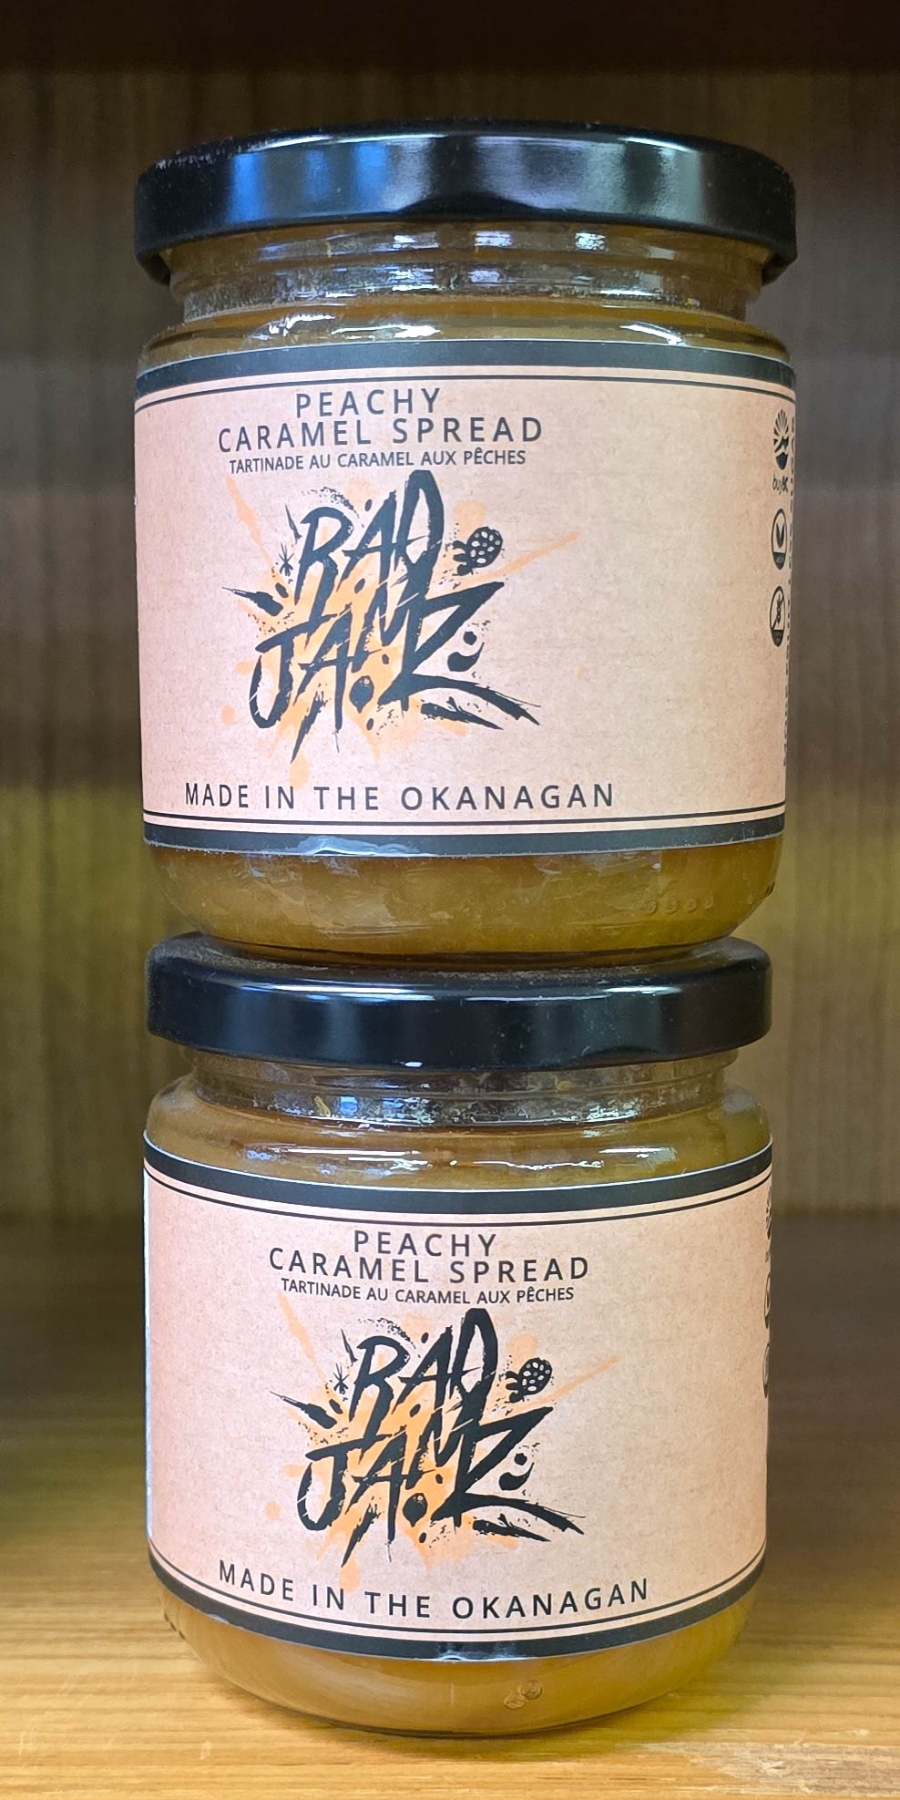 PEACHY
CARAMEL SPREAD
TARTINADE AU CARAMEL AUX PÊCHES
RAD
JAMZ
MADE IN THE OKANAGAN
buyBC
PEACHY
CARAMEL SPREAD
TARTINADE AU CARAMEL AUX PÊCHES
RAD
JAMZ
MADE IN THE OKANAGAN